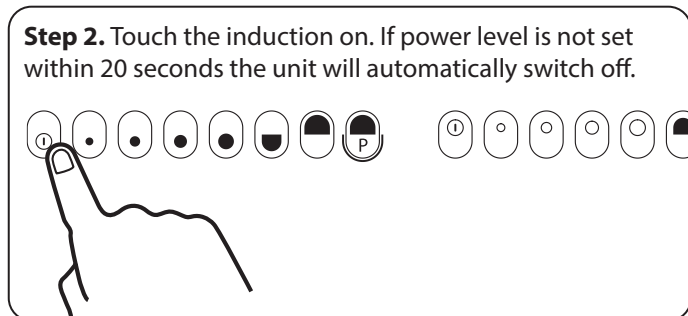 Step 2. Touch the induction on. If power level is not set
within 20 seconds the unit will automatically switch off.
P